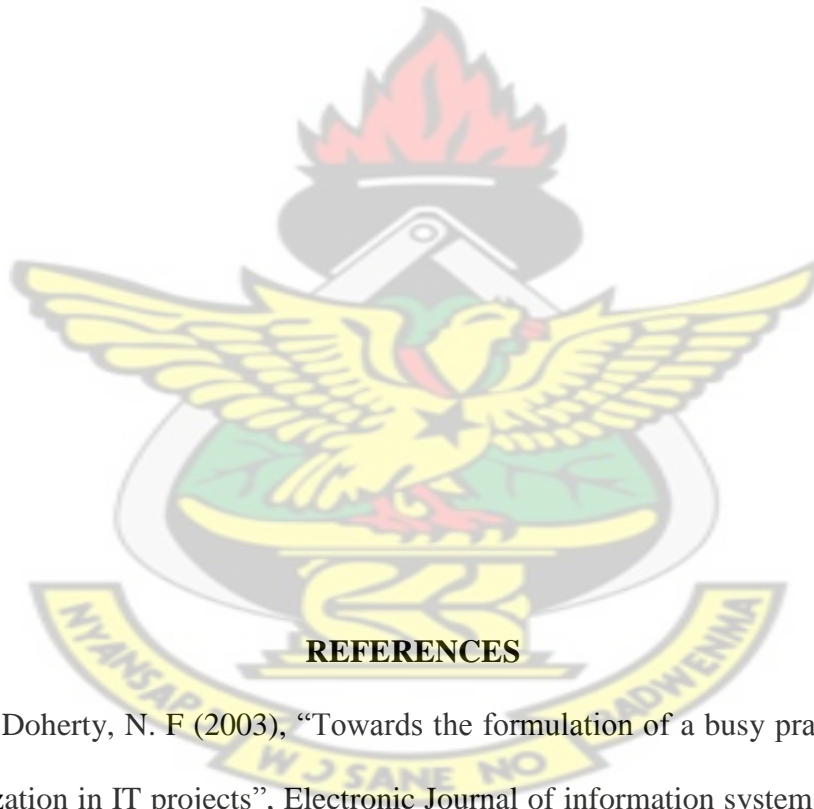 REFERENCES
Doherty, N. F (2003), “Towards the formulation of a busy pra
zation in IT projects”, Electronic Journal of information system
NYANSAP
BADWENMA
W Ɔ SANE NO